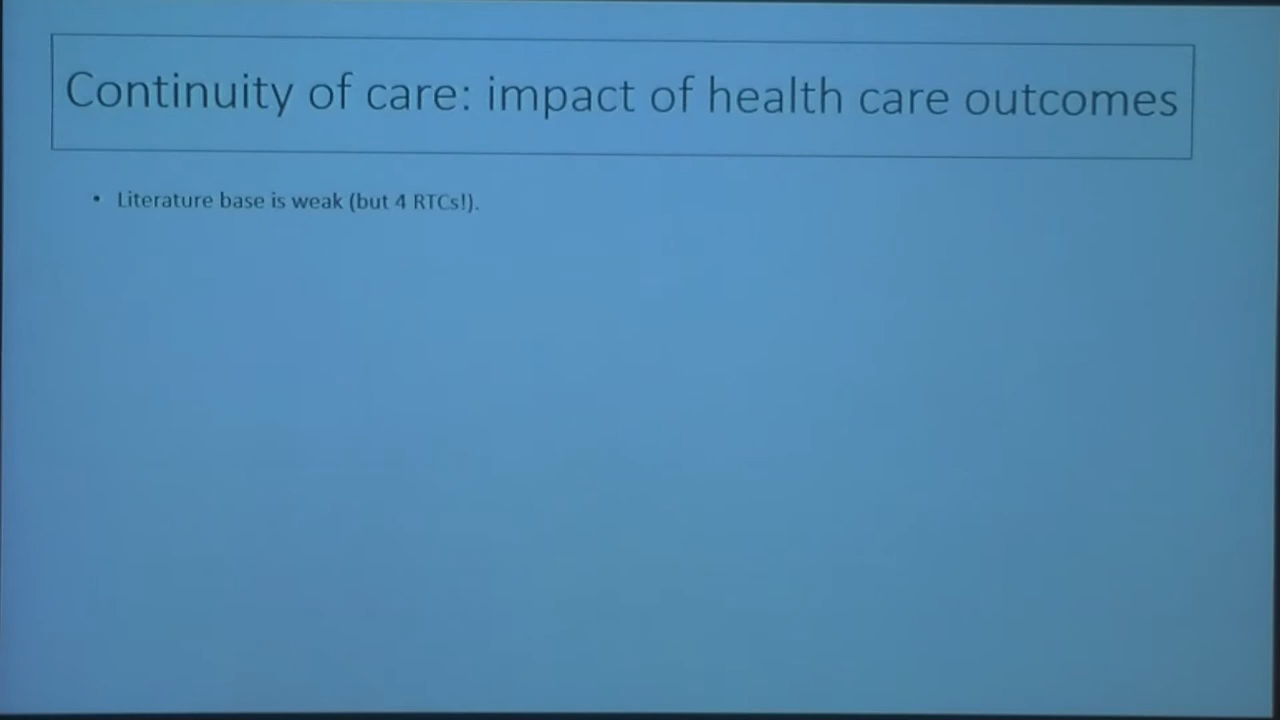 Continuity of care: impact of health care outcomes
• Literature base is weak (but 4 RTCs!).